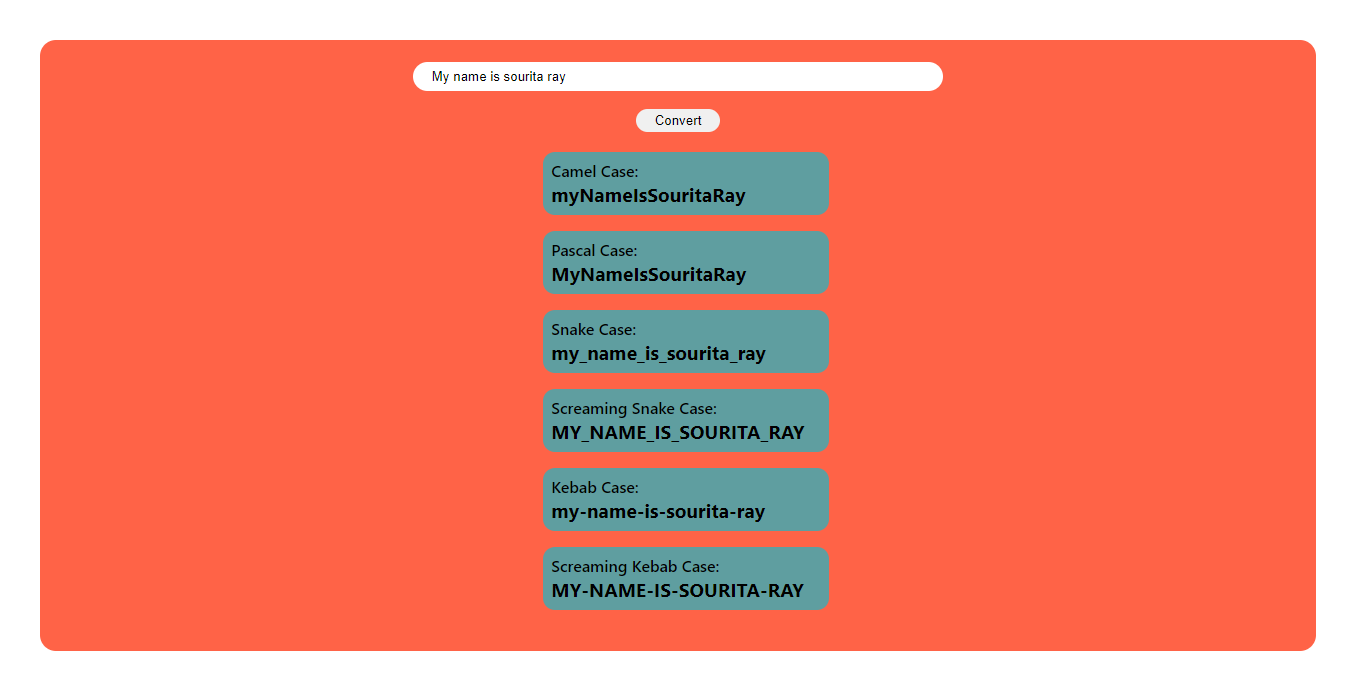 My name is sourita ray
Convert
Camel Case:
myNameIsSouritaRay
Pascal Case:
MyNameIsSouritaRay
Snake Case:
my_name_is_sourita_ray
Screaming Snake Case:
MY_NAME_IS_SOURITA_RAY
Kebab Case:
my-name-is-sourita-ray
Screaming Kebab Case:
MY-NAME-IS-SOURITA-RAY